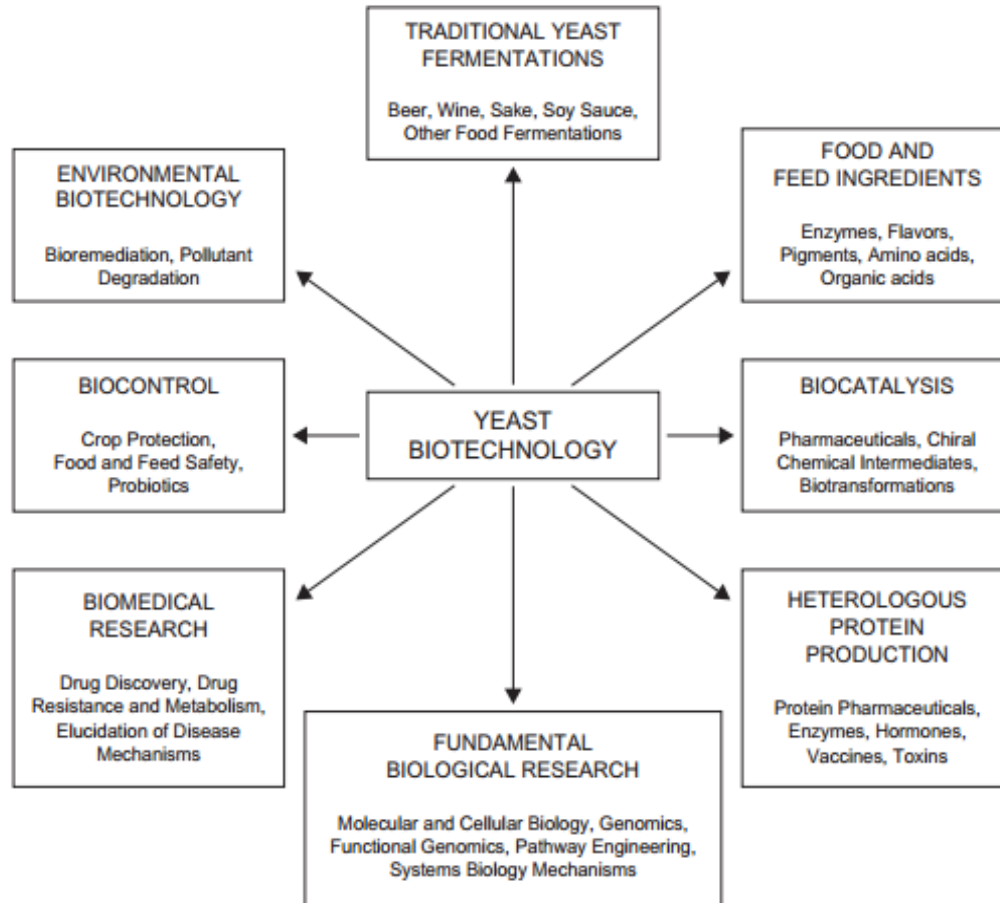 TRADITIONAL YEAST
FERMENTATIONS
Beer, Wine, Sake, Soy Sauce,
Other Food Fermentations
ENVIRONMENTAL
BIOTECHNOLOGY
Bioremediation, Pollutant
Degradation
FOOD AND
FEED INGREDIENTS
Enzymes, Flavors,
Pigments, Amino acids,
Organic acids
BIOCONTROL
Crop Protection,
Food and Feed Safety,
Probiotics
YEAST
BIOTECHNOLOGY
BIOCATALYSIS
Pharmaceuticals, Chiral
Chemical Intermediates,
Biotransformations
BIOMEDICAL
RESEARCH
Drug Discovery, Drug
Resistance and Metabolism,
Elucidation of Disease
Mechanisms
HETEROLOGOUS
PROTEIN
PRODUCTION
Protein Pharmaceuticals,
Enzymes, Hormones,
Vaccines, Toxins
FUNDAMENTAL
BIOLOGICAL RESEARCH
Molecular and Cellular Biology, Genomics,
Functional Genomics, Pathway Engineering,
Systems Biology Mechanisms